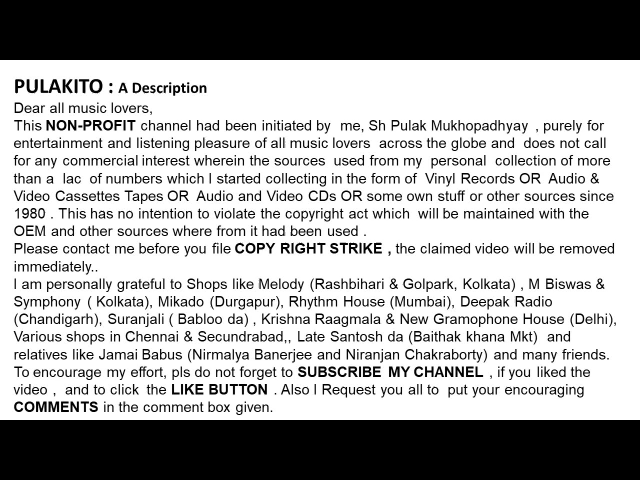 PULAKITO : A Description
Dear all music lovers,
This NON-PROFIT channel had been initiated by me, Sh Pulak Mukhopadhyay , purely for
entertainment and listening pleasure of all music lovers across the globe and does not call
for any commercial interest wherein the sources used from my personal collection of more
than a lac of numbers which I started collecting in the form of Vinyl Records OR Audio &
Video Cassettes Tapes OR Audio and Video CDs OR some own stuff or other sources since
1980 . This has no intention to violate the copyright act which will be maintained with the
OEM and other sources where from it had been used .
Please contact me before you file COPY RIGHT STRIKE , the claimed video will be removed
immediately..
I am personally grateful to Shops like Melody (Rashbihari & Golpark, Kolkata) , M Biswas &
Symphony ( Kolkata), Mikado (Durgapur), Rhythm House (Mumbai), Deepak Radio
(Chandigarh), Suranjali ( Babloo da) , Krishna Raagmala & New Gramophone House (Delhi),
Various shops in Chennai & Secundrabad,, Late Santosh da (Baithak khana Mkt) and
relatives like Jamai Babus (Nirmalya Banerjee and Niranjan Chakraborty) and many friends.
To encourage my effort, pls do not forget to SUBSCRIBE MY CHANNEL , if you liked the
video , and to click the LIKE BUTTON . Also I Request you all to put your encouraging
COMMENTS in the comment box given.